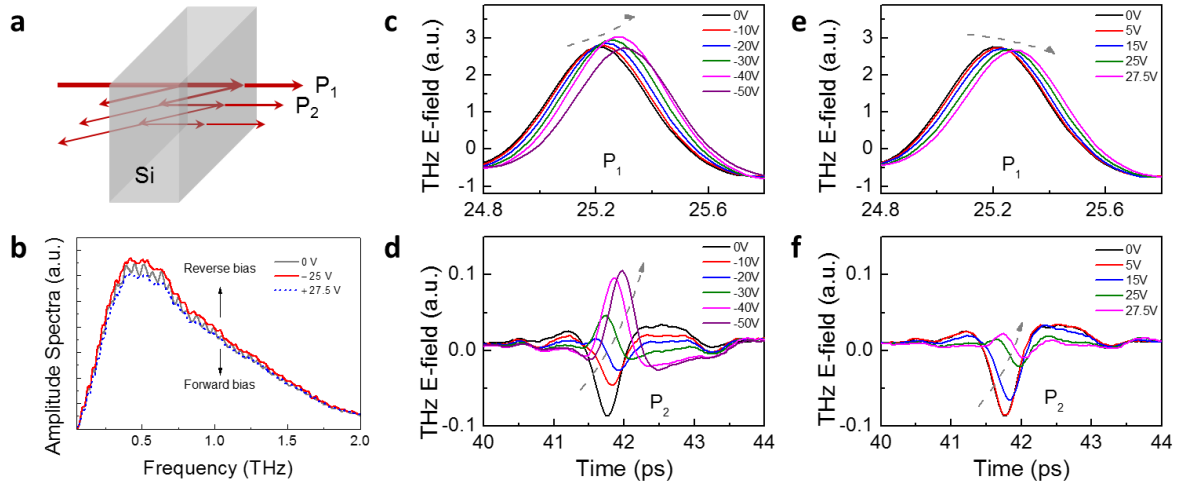 a
P1
P2
Si
b
Amplitude Spectra (a.u.)
0 V
− 25 V
+ 27.5 V
Reverse bias
Forward bias
0.5
1.0
1.5
2.0
Frequency (THz)
c
THz E-field (a.u.)
3
2
1
0
-1
0V
-10V
-20V
-30V
-40V
-50V
P1
24.8
25.2
25.6
d
THz E-field (a.u.)
0.1
0.0
-0.1
0V
-10V
-20V
-30V
-40V
-50V
P2
40
41
42
43
44
Time (ps)
e
THz E-field (a.u.)
3
2
1
0
-1
0V
5V
15V
25V
27.5V
P1
24.8
25.2
25.6
f
THz E-field (a.u.)
0.1
0.0
-0.1
0V
5V
15V
25V
27.5V
P2
40
41
42
43
44
Time (ps)